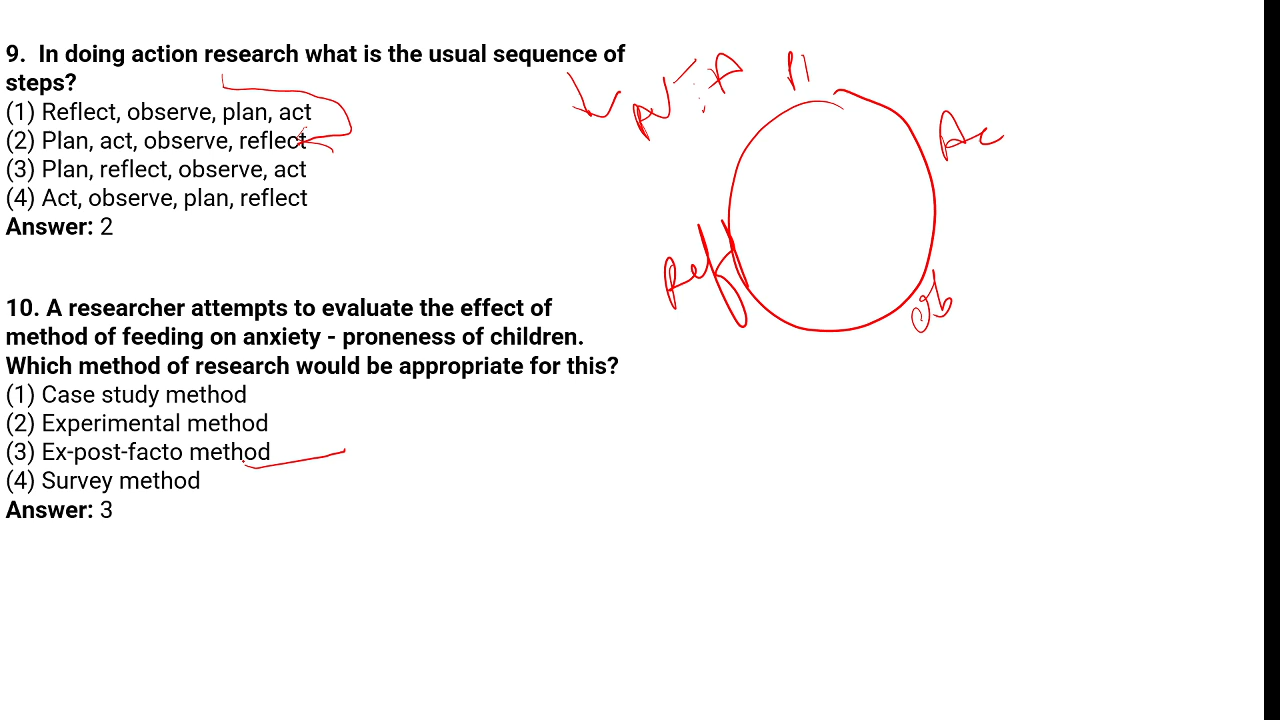 9. In doing action research what is the usual sequence of
steps?
(1) Reflect, observe, plan, act
(2) Plan, act, observe, reflect
(3) Plan, reflect, observe, act
(4) Act, observe, plan, reflect
Answer: 2
10. A researcher attempts to evaluate the effect of
method of feeding on anxiety - proneness of children.
Which method of research would be appropriate for this?
(1) Case study method
(2) Experimental method
(3) Ex-post-facto method
(4) Survey method
Answer: 3
Pl
Ac
Ob
Ref